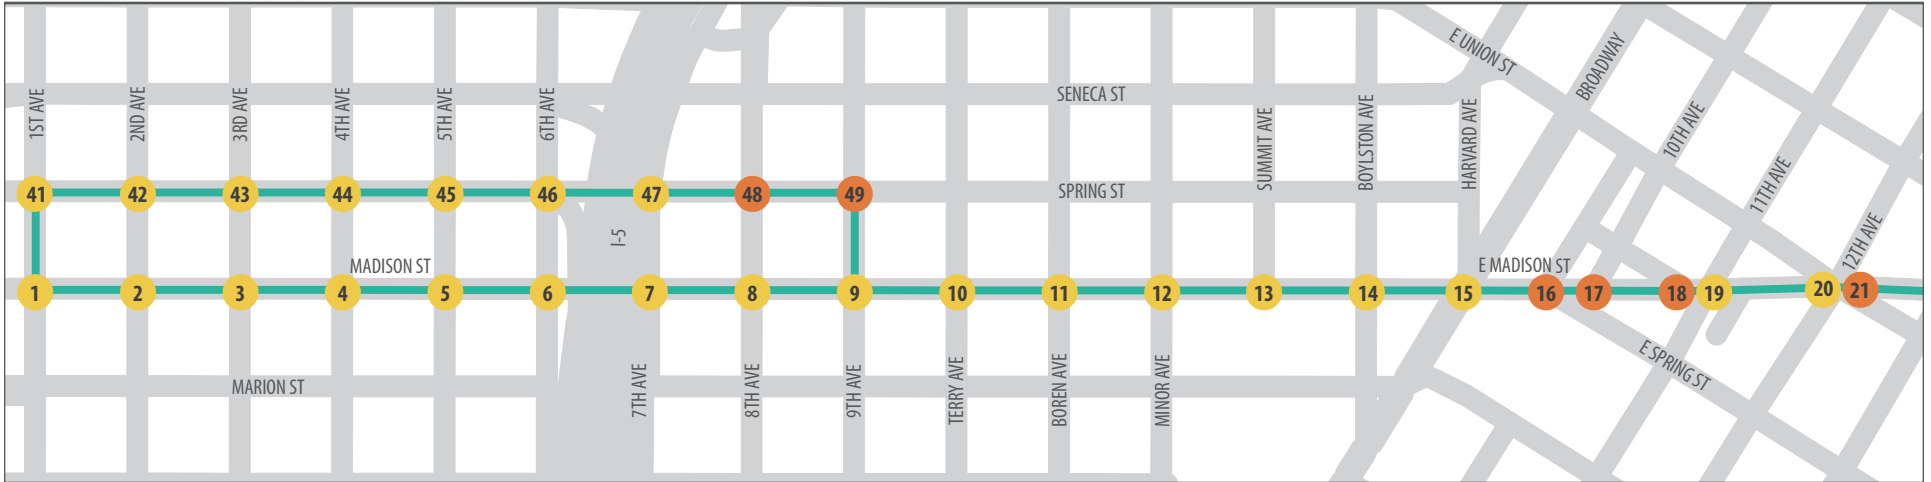 E UNION ST
BROADWAY
SENECA ST
1ST AVE
2ND AVE
3RD AVE
4TH AVE
5TH AVE
6TH AVE
SUMMIT AVE
BOYLSTON AVE
HARVARD AVE
10TH AVE
11TH AVE
12TH AVE
41
42
43
44
45
46
47
48
49
SPRING ST
I-5
MADISON ST
E MADISON ST
1
2
3
4
5
6
7
8
9
10
11
12
13
14
15
16
17
18
19
20
21
MARION ST
7TH AVE
8TH AVE
9TH AVE
TERRY AVE
BOREN AVE
MINOR AVE
E SPRING ST